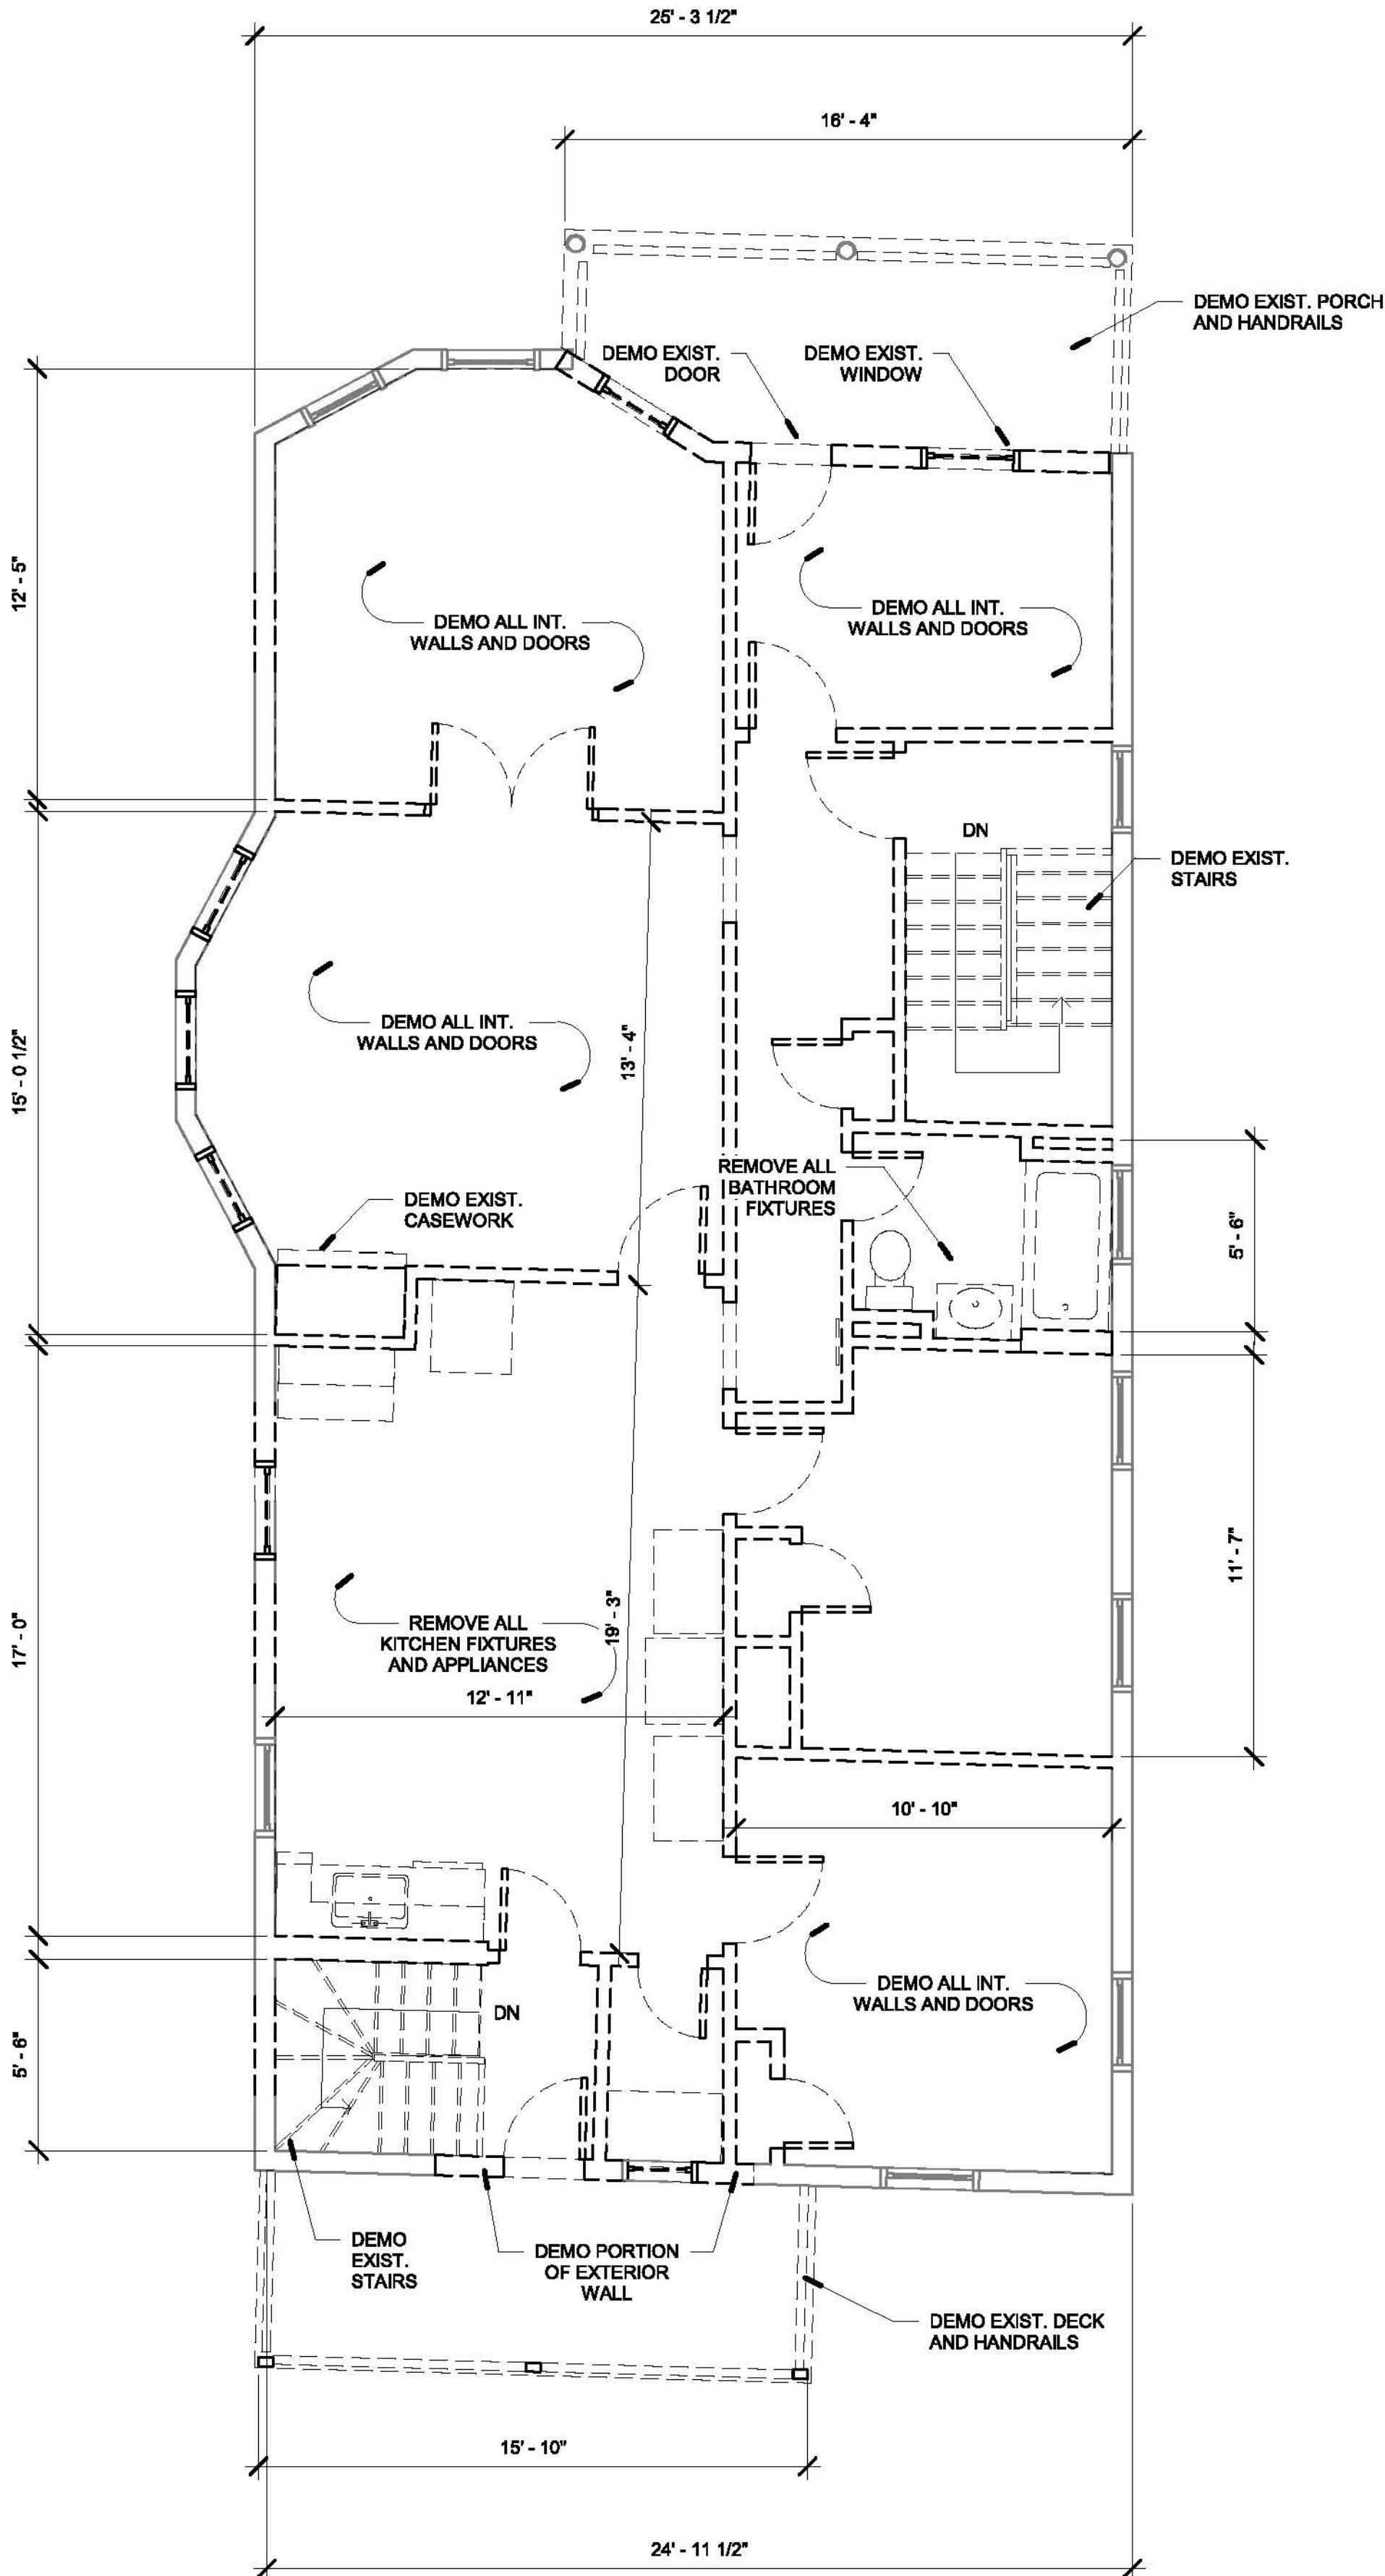 25' - 3 1/2"
16' - 4"
DEMO EXIST. PORCH
AND HANDRAILS
DEMO EXIST.
DOOR
DEMO EXIST.
WINDOW
12' - 5"
DEMO ALL INT.
WALLS AND DOORS
DEMO ALL INT.
WALLS AND DOORS
DN
DEMO EXIST.
STAIRS
15' - 0 1/2"
DEMO ALL INT.
WALLS AND DOORS
13' - 4"
REMOVE ALL
BATHROOM
FIXTURES
DEMO EXIST.
CASEWORK
5' - 6"
11' - 7"
17' - 0"
REMOVE ALL
KITCHEN FIXTURES
AND APPLIANCES
19' - 3"
12' - 11"
10' - 10"
DEMO ALL INT.
WALLS AND DOORS
DN
5' - 6"
DEMO
EXIST.
STAIRS
DEMO PORTION
OF EXTERIOR
WALL
DEMO EXIST. DECK
AND HANDRAILS
15' - 10"
24' - 11 1/2"